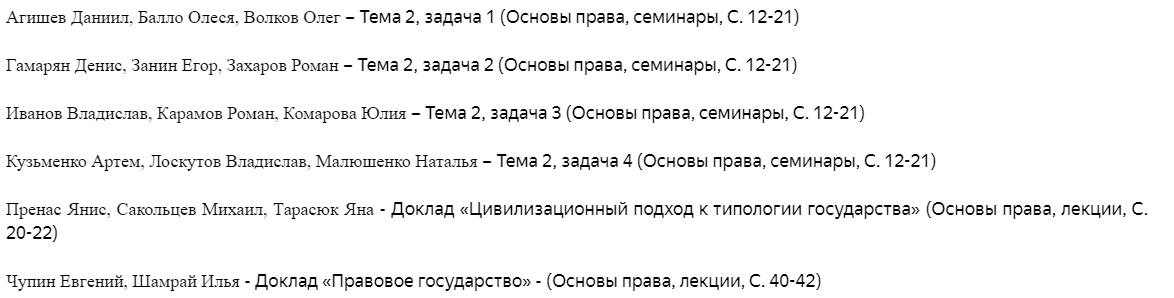 Агишев Даниил, Балло Олеся, Волков Олег – Тема 2, задача 1 (Основы права, семинары, С. 12-21)
Гамарян Денис, Занин Егор, Захаров Роман – Тема 2, задача 2 (Основы права, семинары, С. 12-21)
Иванов Владислав, Карамов Роман, Комарова Юлия – Тема 2, задача 3 (Основы права, семинары, С. 12-21)
Кузьменко Артем, Лоскутов Владислав, Малюшенко Наталья – Тема 2, задача 4 (Основы права, семинары, С. 12-21)
Пренас Янис, Сакольцев Михаил, Тарасюк Яна - Доклад «Цивилизационный подход к типологии государства» (Основы права, лекции, С.
20-22)
Чупин Евгений, Шамрай Илья - Доклад «Правовое государство» - (Основы права, лекции, С. 40-42)